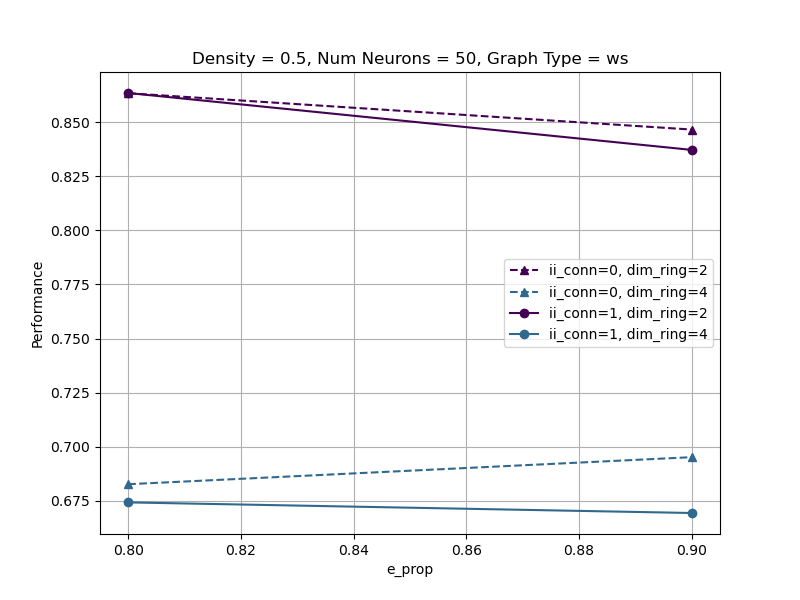 Density = 0.5, Num Neurons = 50, Graph Type = ws
Performance
0.850
0.825
0.800
0.775
0.750
0.725
0.700
0.675
ii_conn=0, dim_ring=2
ii_conn=0, dim_ring=4
ii_conn=1, dim_ring=2
ii_conn=1, dim_ring=4
0.80
0.82
0.84
0.86
0.88
0.90
e_prop